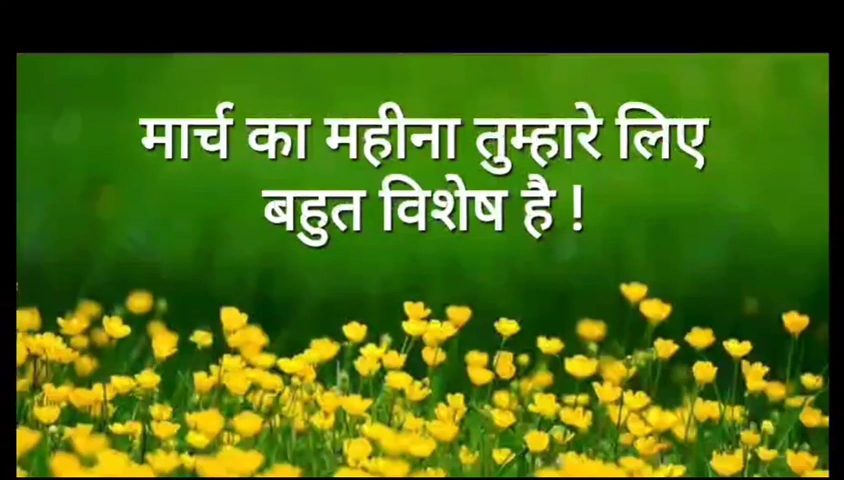 मार्च का महीना तुम्हारे लिए
बहुत विशेष है !